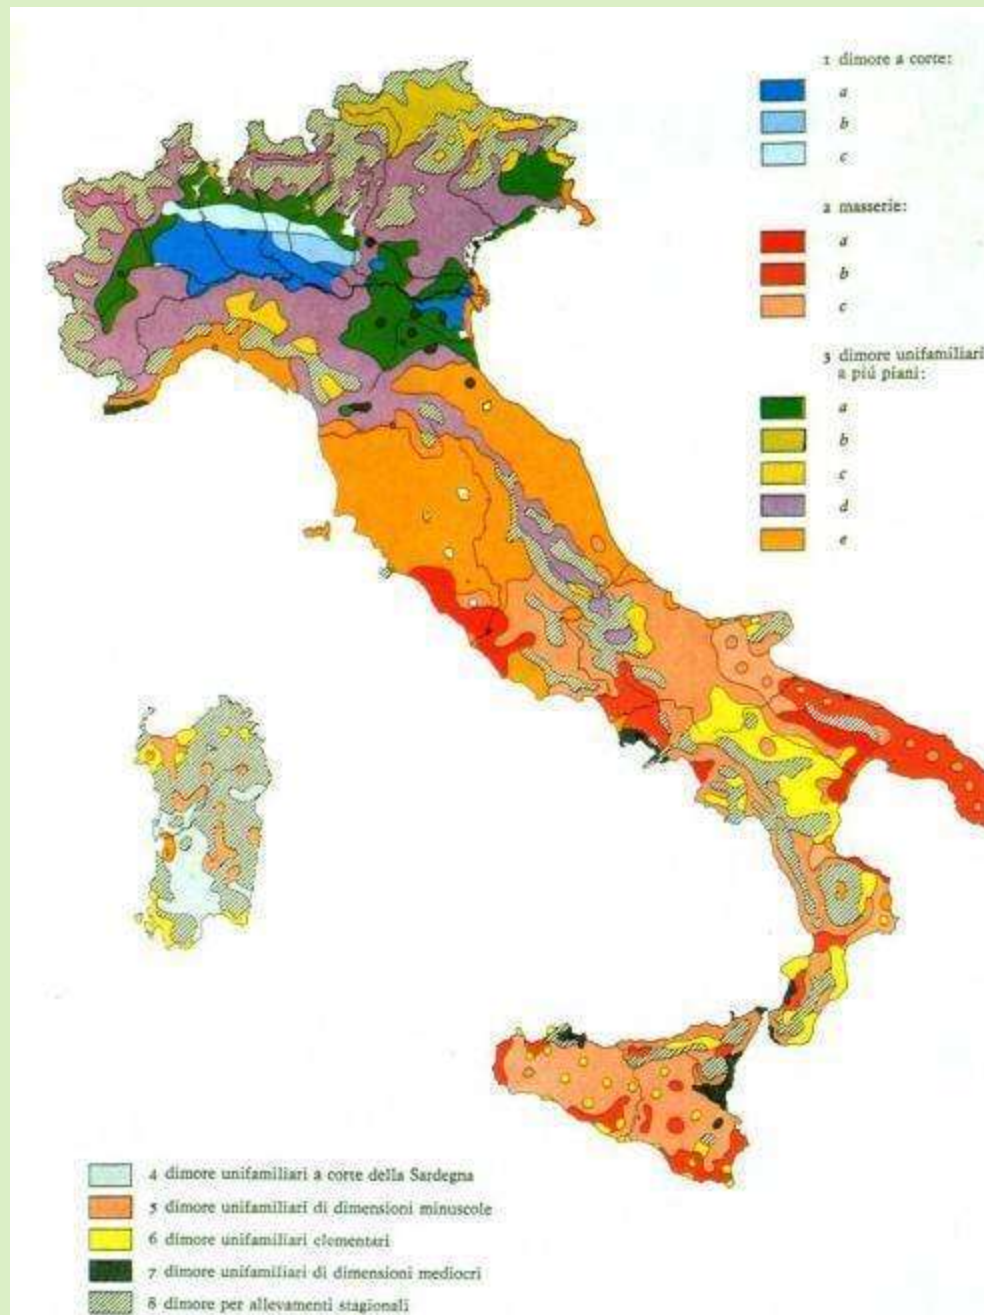 1 dimore a corte:
a
b
c
2 masserie:
a
b
c
3 dimore unifamiliari
a piú piani:
a
b
c
d
e
4 dimore unifamiliari a corte della Sardegna
5 dimore unifamiliari di dimensioni minuscole
6 dimore unifamiliari elementari
7 dimore unifamiliari di dimensioni mediocri
8 dimore per allevamenti stagionali